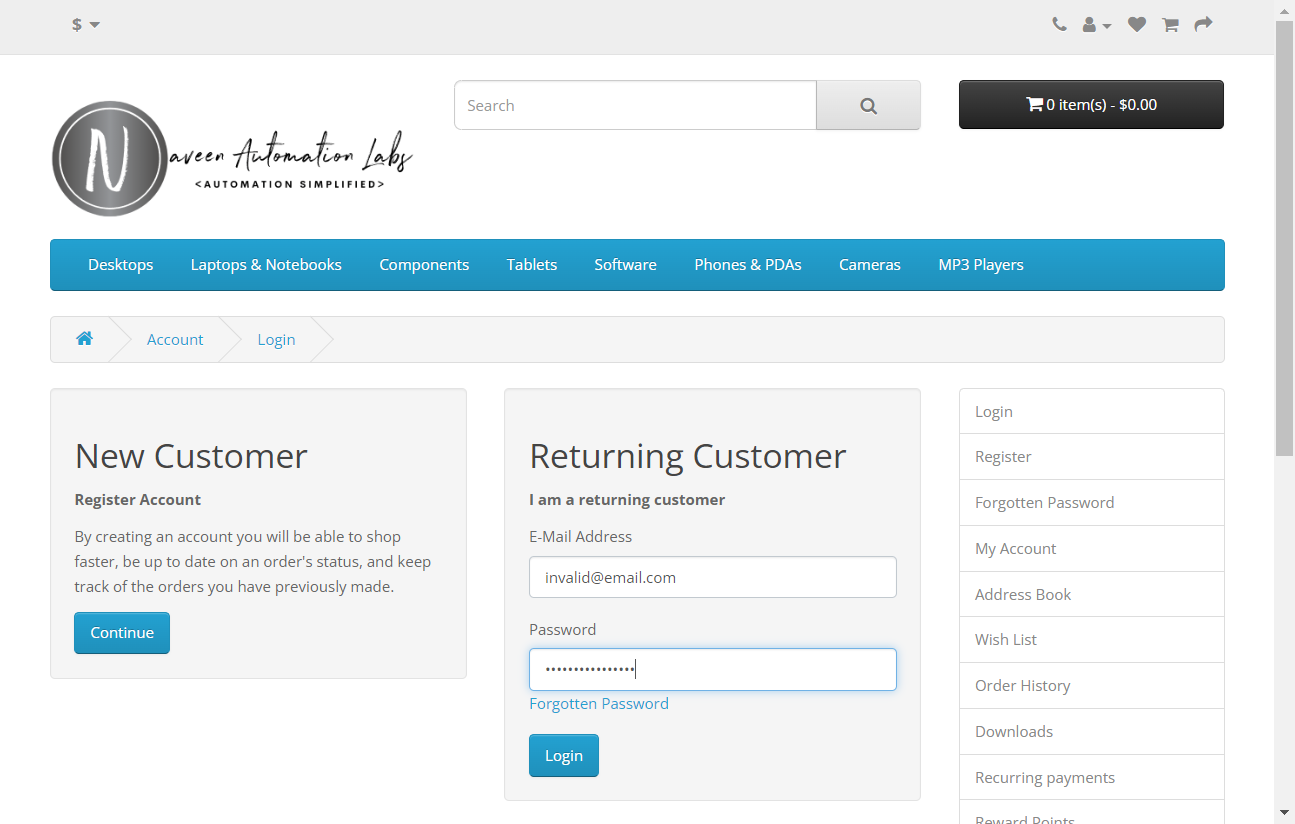 $
Search
0 item(s) - $0.00
N
aveen Automation Labs
<AUTOMATION SIMPLIFIED>
Desktops
Laptops & Notebooks
Components
Tablets
Software
Phones & PDAs
Cameras
MP3 Players
Account
Login
New Customer
Register Account
By creating an account you will be able to shop
faster, be up to date on an order's status, and keep
track of the orders you have previously made.
Continue
Returning Customer
I am a returning customer
E-Mail Address
invalid@email.com
Password
••••••••••••••••
Forgotten Password
Login
Login
Register
Forgotten Password
My Account
Address Book
Wish List
Order History
Downloads
Recurring payments
Reward Points